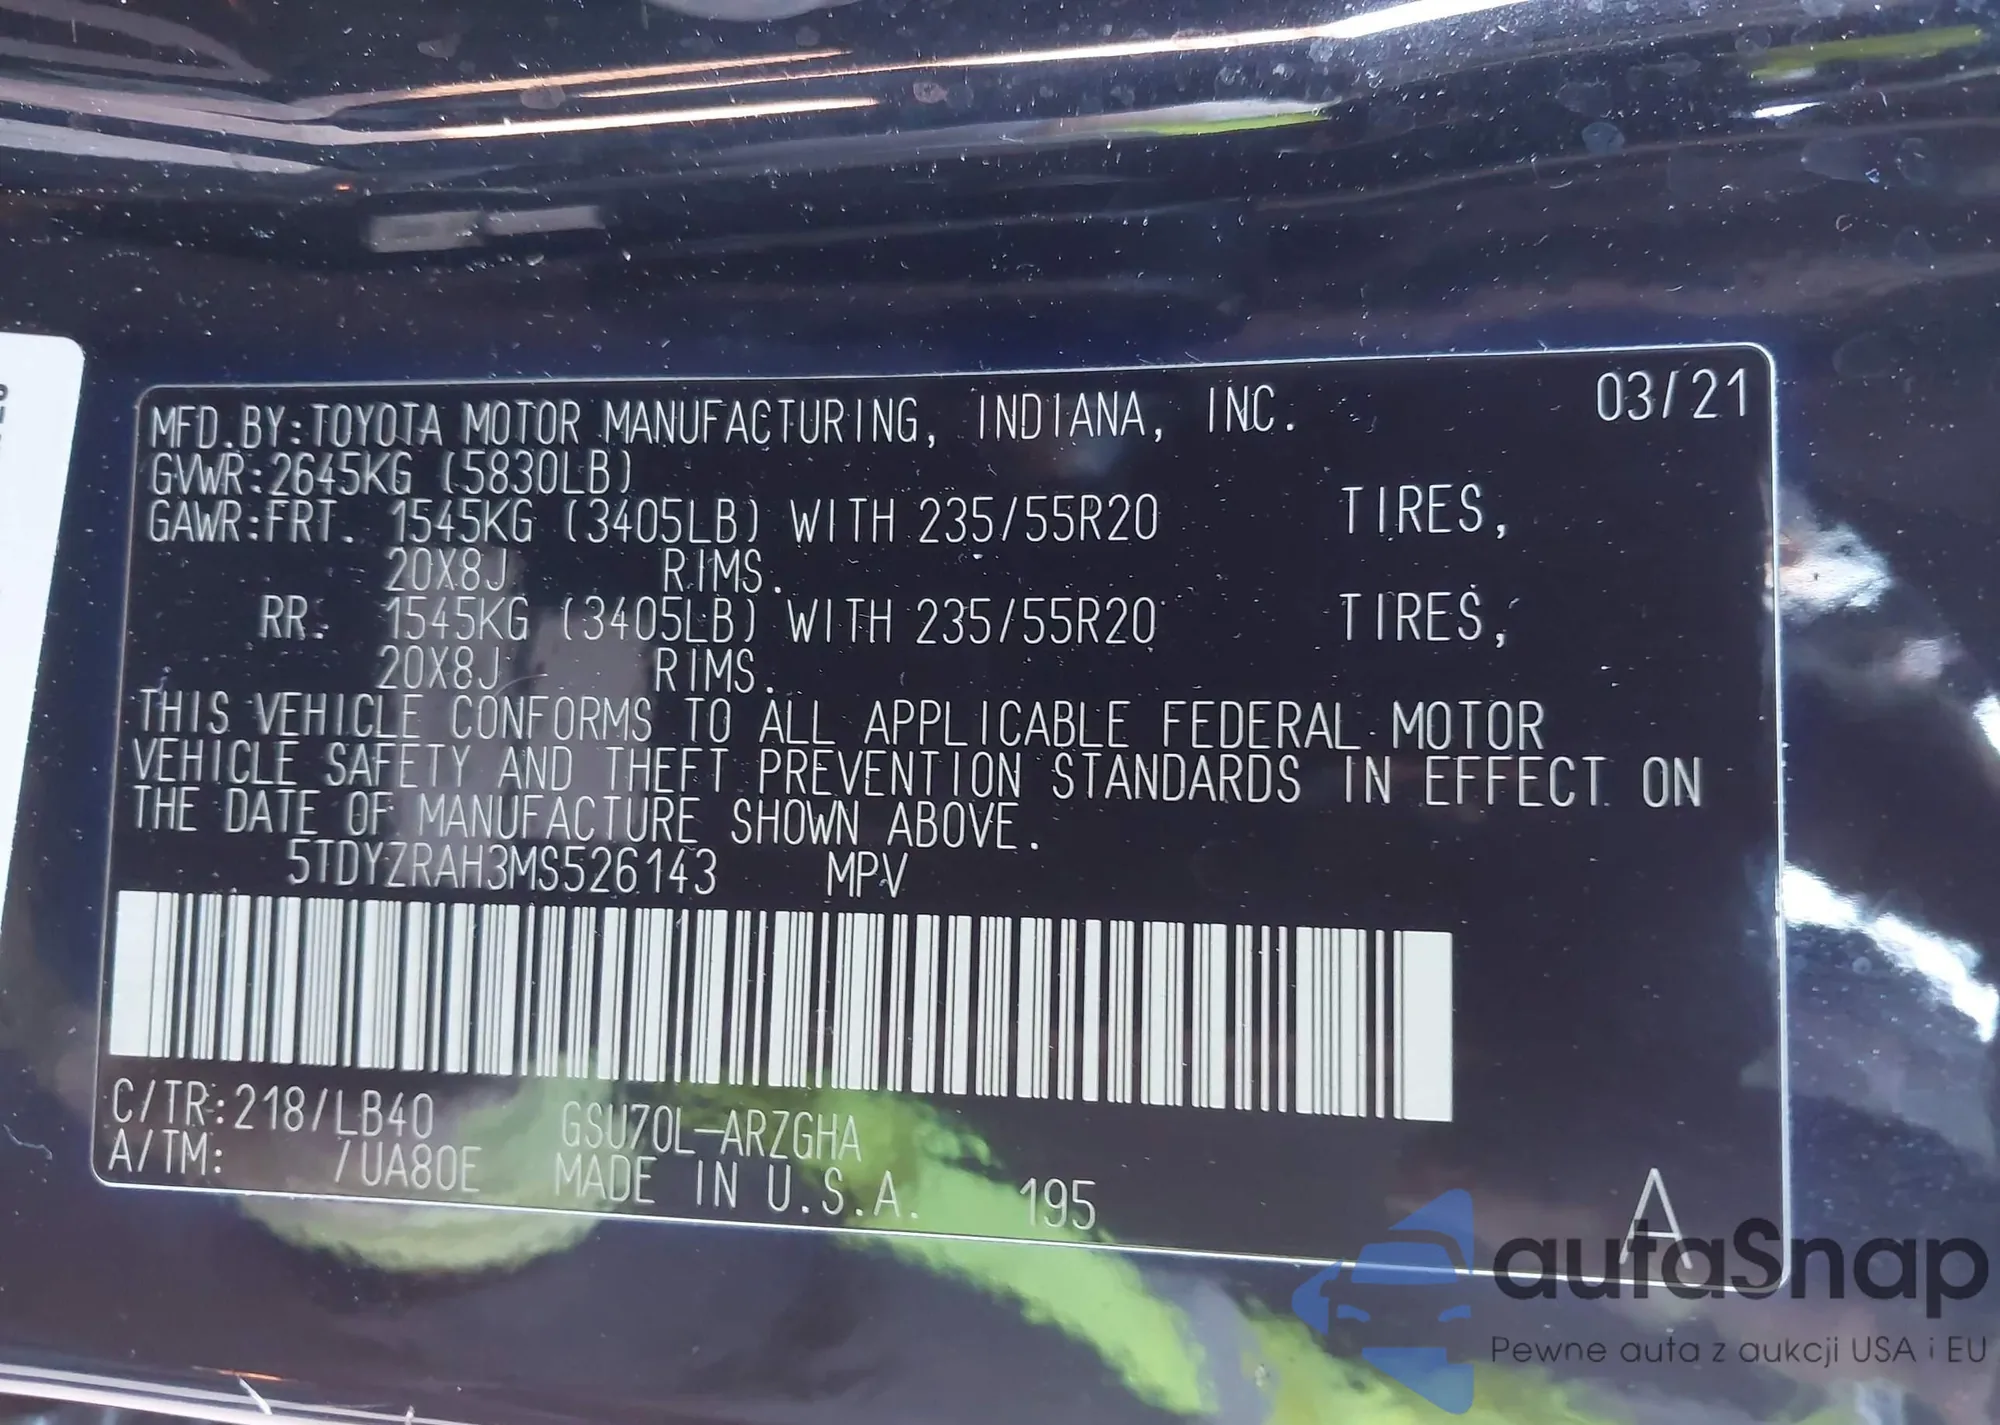 MFD.BY:TOYOTA MOTOR MANUFACTURING, INDIANA, INC. 03/21
GVWR:2645KG (5830LB)
GAWR:FRT. 1545KG (3405LB) WITH 235/55R20 TIRES,
20X8J RIMS.
RR. 1545KG (3405LB) WITH 235/55R20 TIRES,
20X8J RIMS.
THIS VEHICLE CONFORMS TO ALL APPLICABLE FEDERAL MOTOR
VEHICLE SAFETY AND THEFT PREVENTION STANDARDS IN EFFECT ON
THE DATE OF MANUFACTURE SHOWN ABOVE.
5TDYZRAH3MS526143 MPV
C/TR:218/LB40 GSU70L-ARZGHA
A/TM: /UA80E MADE IN U.S.A. 195 A
autaSnap
Pewne auta z aukcji USA i EU